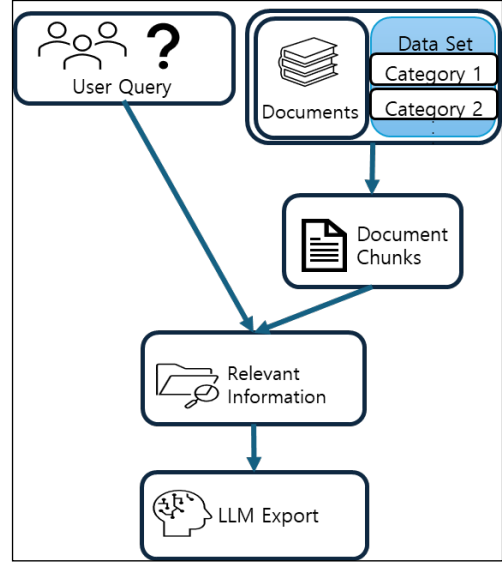 ?
User Query
Documents
Data Set
Category 1
Category 2
:
Document
Chunks
Relevant
Information
LLM Export